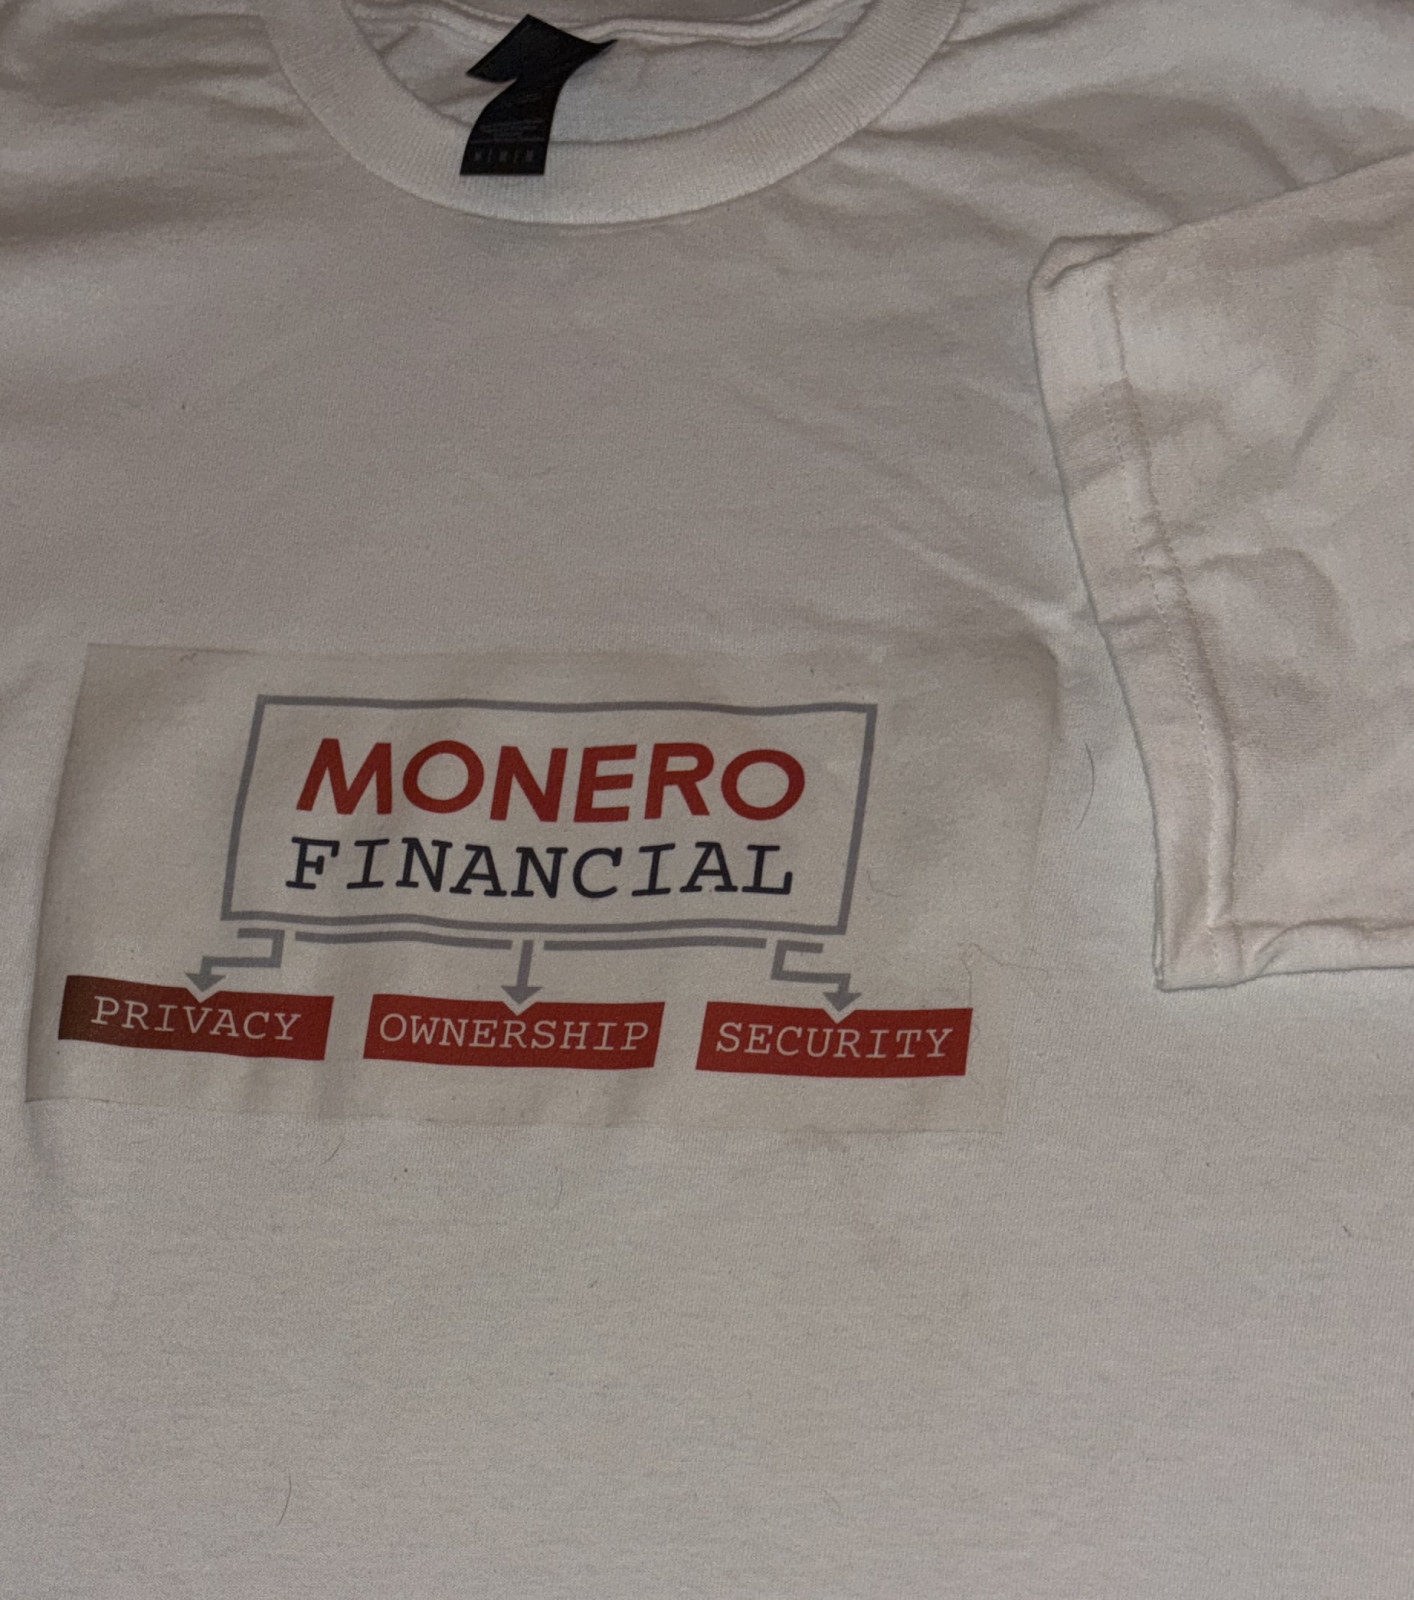 MONERO
FINANCIAL
PRIVACY OWNERSHIP SECURITY